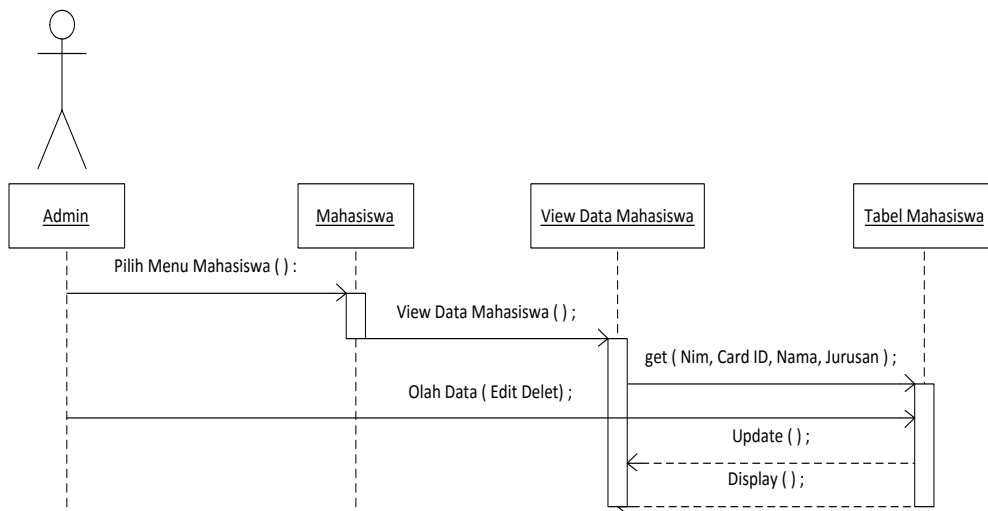 Admin
Mahasiswa
View Data Mahasiswa
Tabel Mahasiswa
Pilih Menu Mahasiswa ( ) :
View Data Mahasiswa ( ) ;
get ( Nim, Card ID, Nama, Jurusan ) ;
Olah Data ( Edit Delet) ;
Update ( ) ;
Display ( ) ;